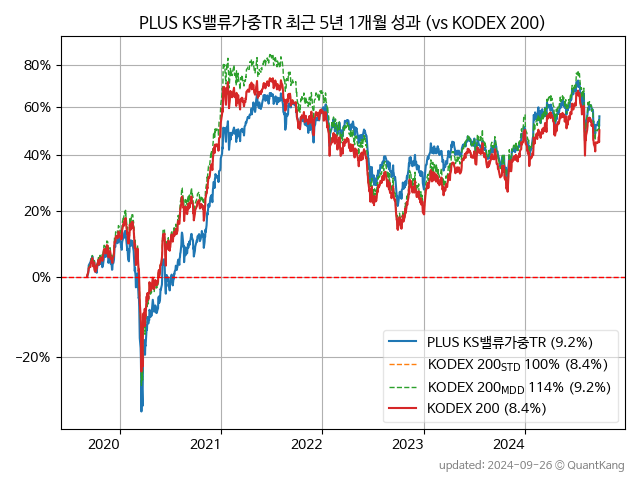 PLUS KS밸류가중TR 최근 5년 1개월 성과 (vs KODEX 200)
80%
60%
40%
20%
0%
-20%
PLUS KS밸류가중TR (9.2%)
KODEX 200STD 100% (8.4%)
KODEX 200MDD 114% (9.2%)
KODEX 200 (8.4%)
2020 2021 2022 2023 2024
updated: 2024-09-26 © QuantKang